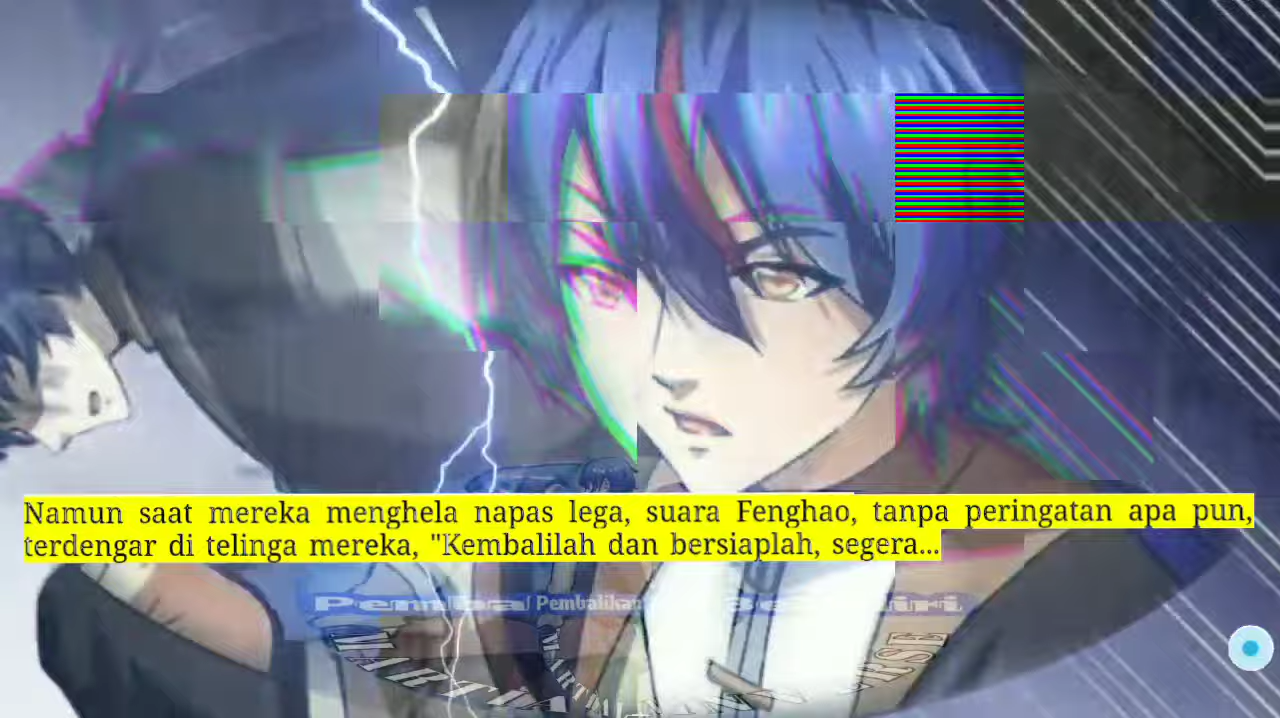 Namun saat mereka menghela napas lega, suara Fenghao, tanpa peringatan apa pun,
terdengar di telinga mereka, "Kembalilah dan bersiaplah, segera...
Pembalikan